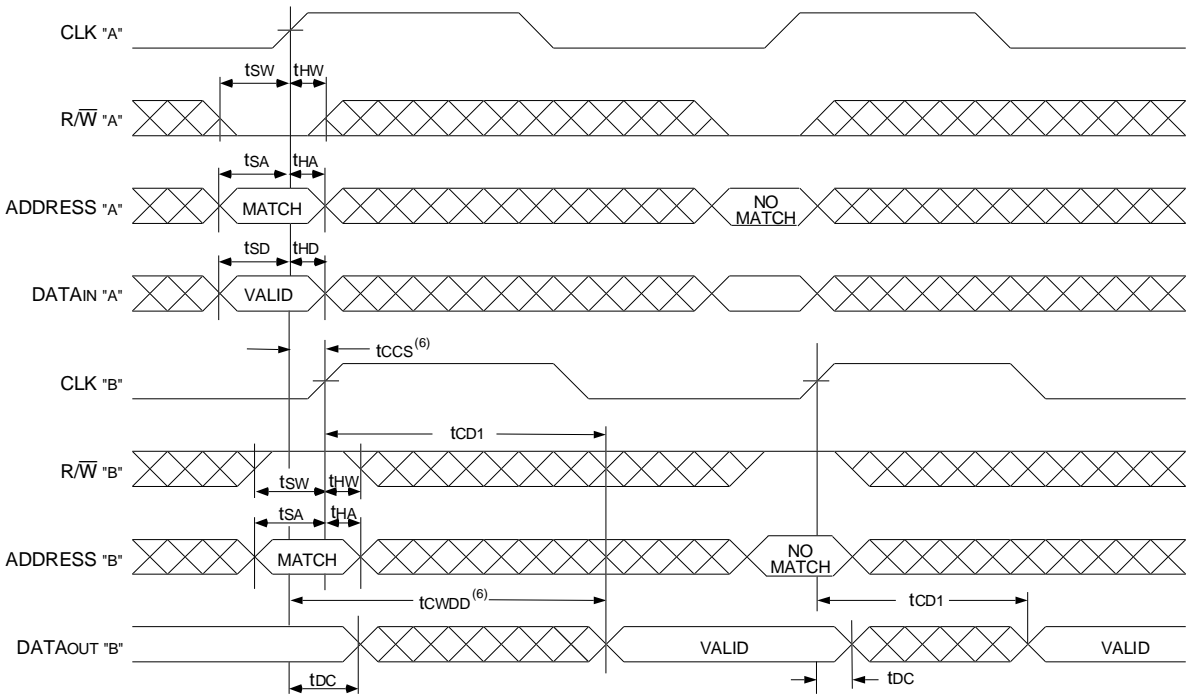 CLK "A"
tSW tHW
R/W̅ "A"
tSA tHA
ADDRESS "A" MATCH NO MATCH
tSD tHD
DATAIN "A" VALID
tCCS(6)
CLK "B"
tCD1
R/W̅ "B"
tSW tHW
tSA tHA
ADDRESS "B" MATCH NO MATCH
tCWDD(6) tCD1
DATAOUT "B" VALID VALID
tDC tDC